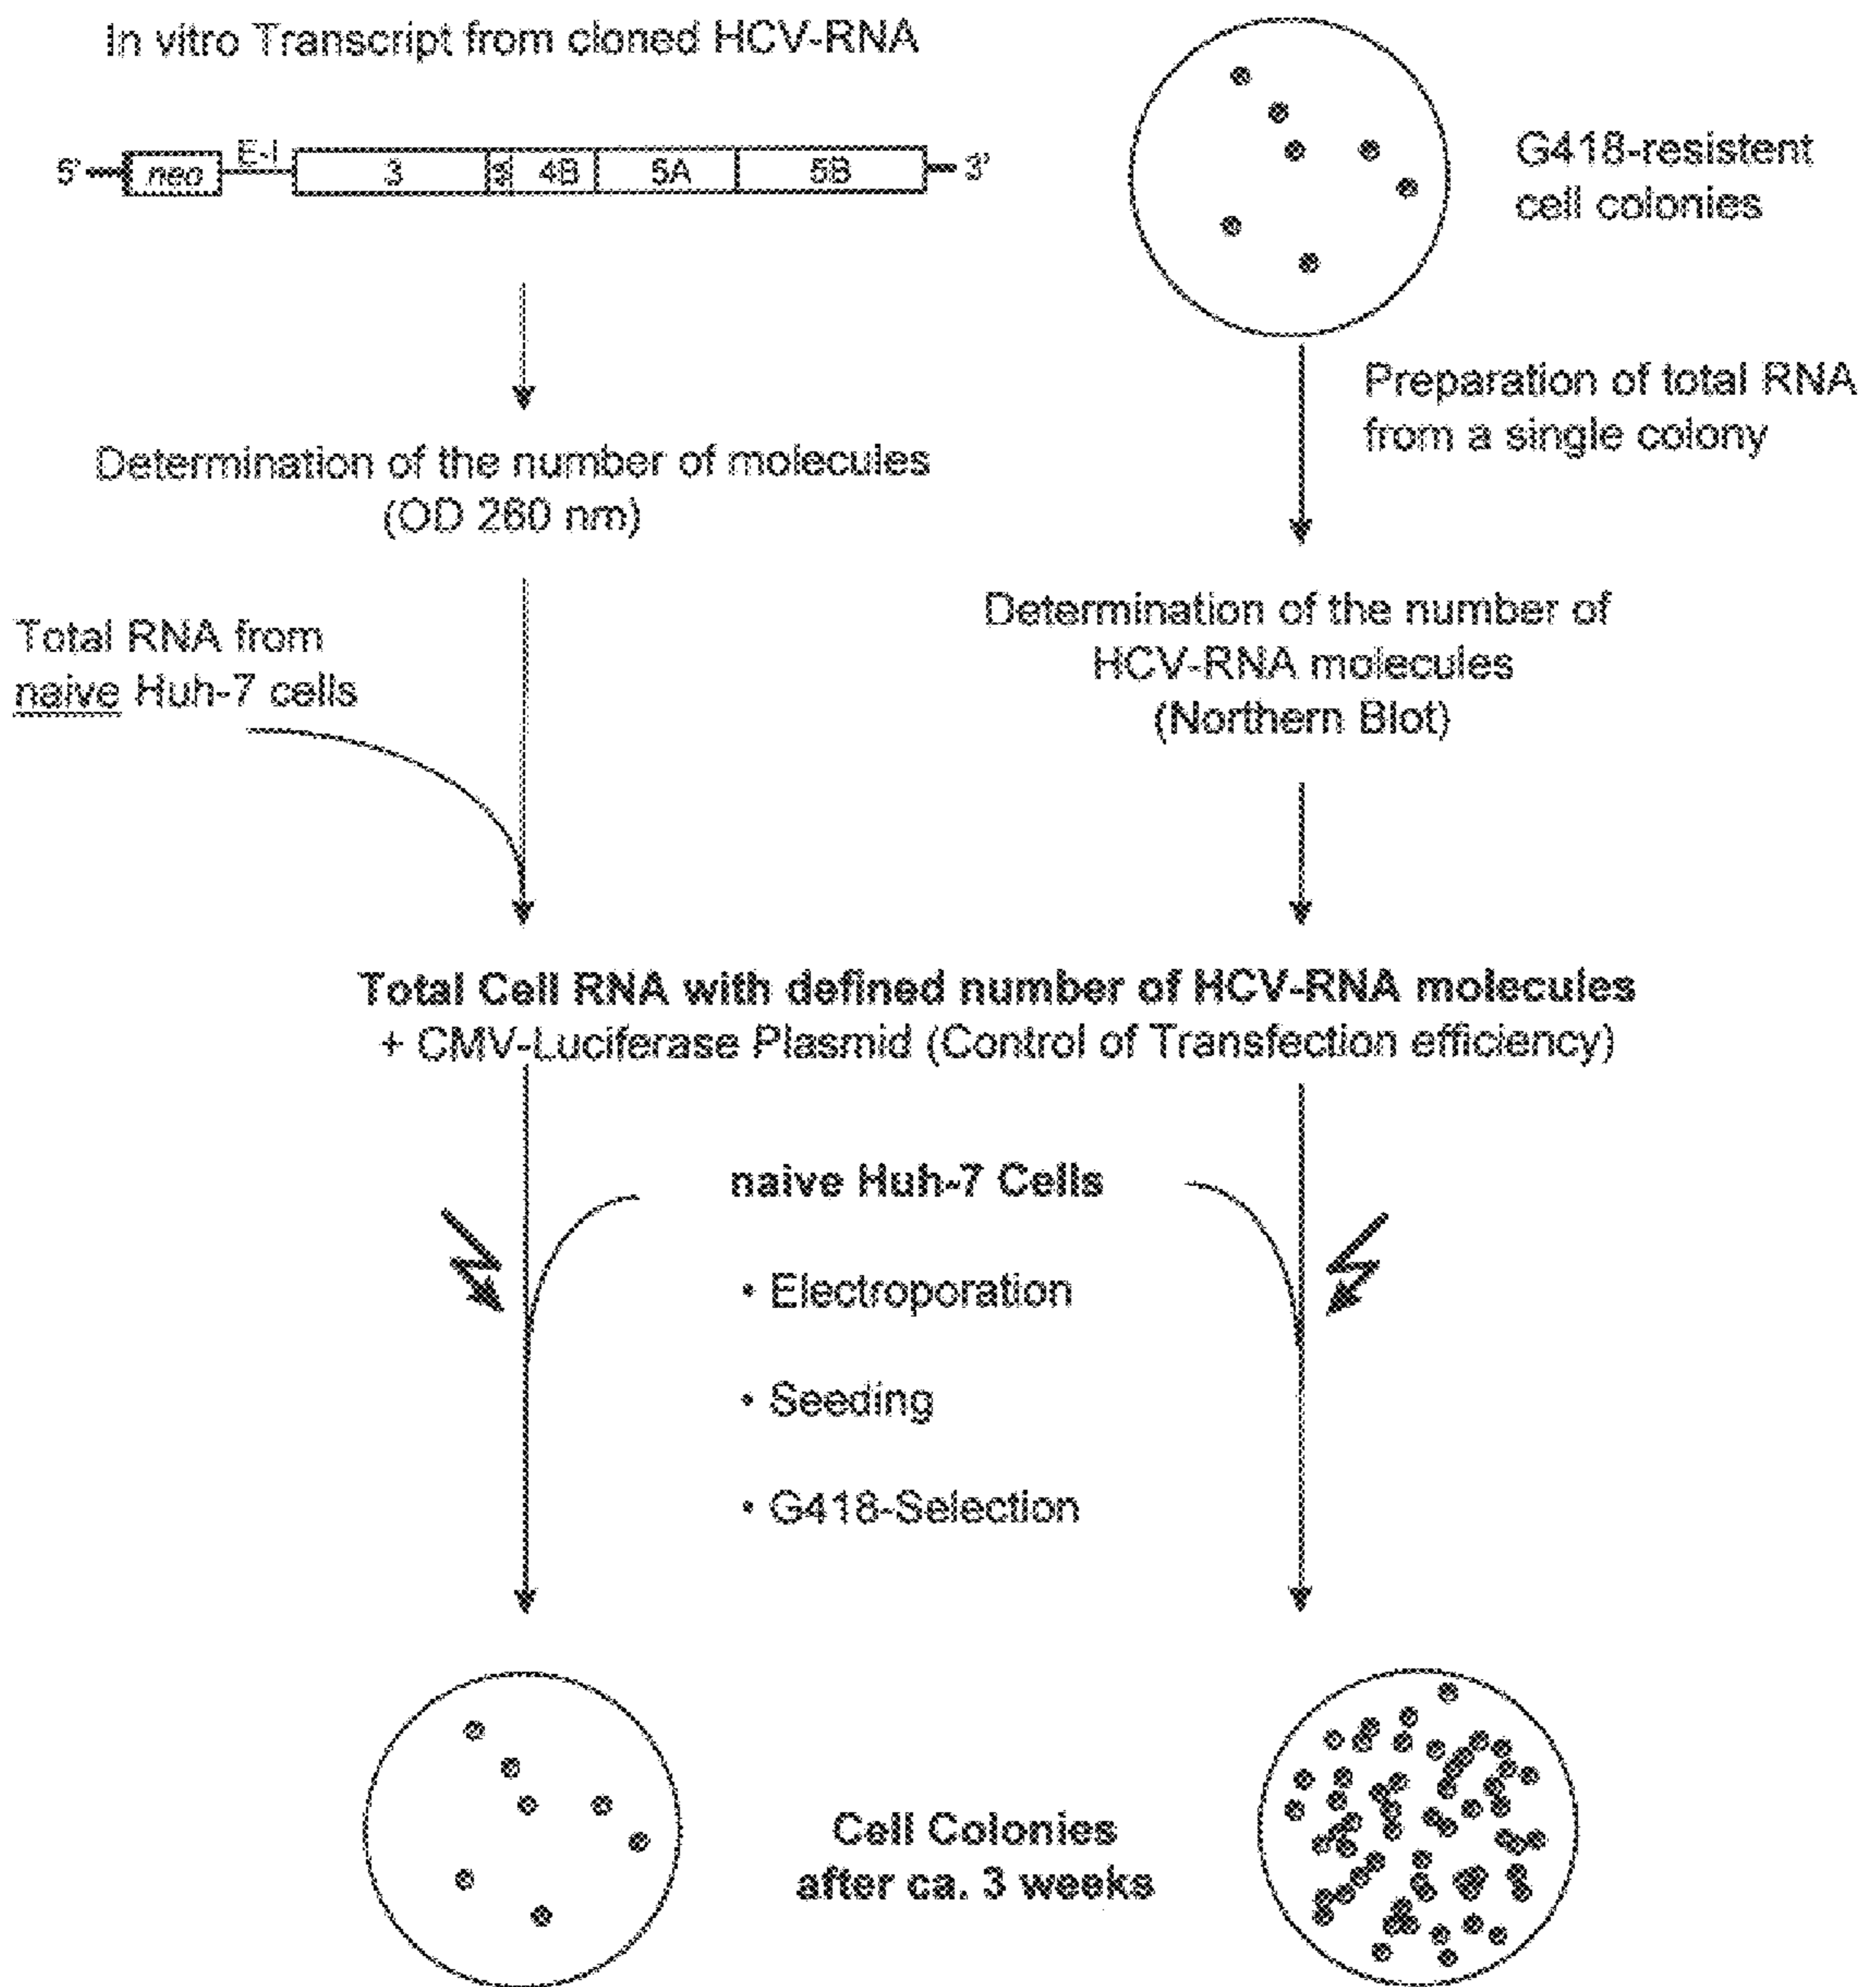 In vitro Transcript from cloned HCV-RNA
5' neo E-I 3 4B 5A 5B 3'
G418-resistent
cell colonies
Preparation of total RNA
from a single colony
Determination of the number of molecules
(OD 260 nm)
Total RNA from
naive Huh-7 cells
Determination of the number of
HCV-RNA molecules
(Northern Blot)
Total Cell RNA with defined number of HCV-RNA molecules
+ CMV-Luciferase Plasmid (Control of Transfection efficiency)
naive Huh-7 Cells
• Electroporation
• Seeding
• G418-Selection
Cell Colonies
after ca. 3 weeks